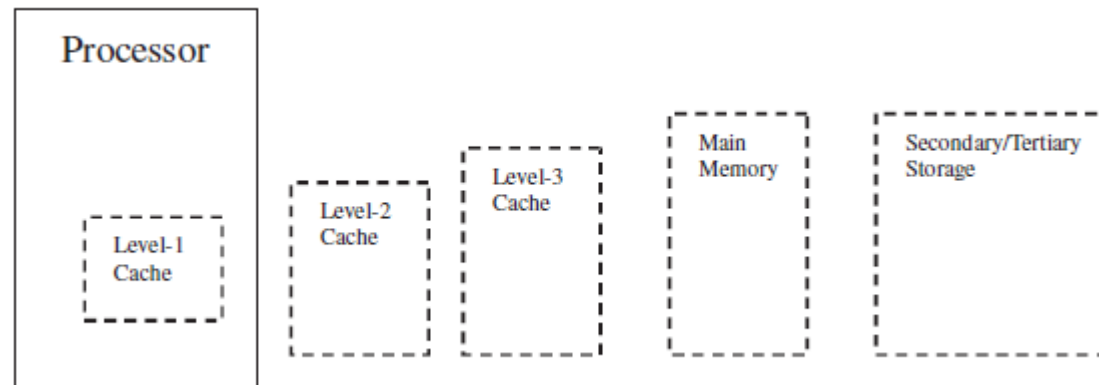 Processor
Level-1
Cache
Level-2
Cache
Level-3
Cache
Main
Memory
Secondary/Tertiary
Storage